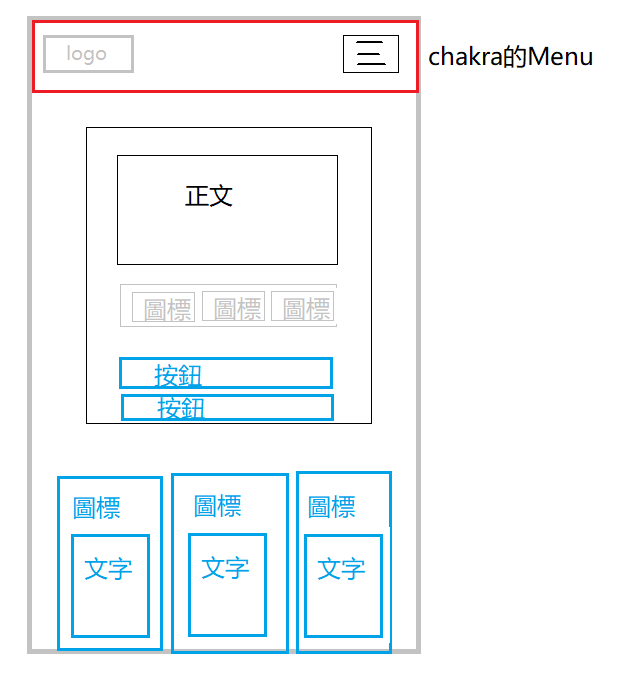 logo
三
chakra的Menu
正文
圖標 圖標 圖標
按鈕
按鈕
圖標 圖標 圖標
文字 文字 文字